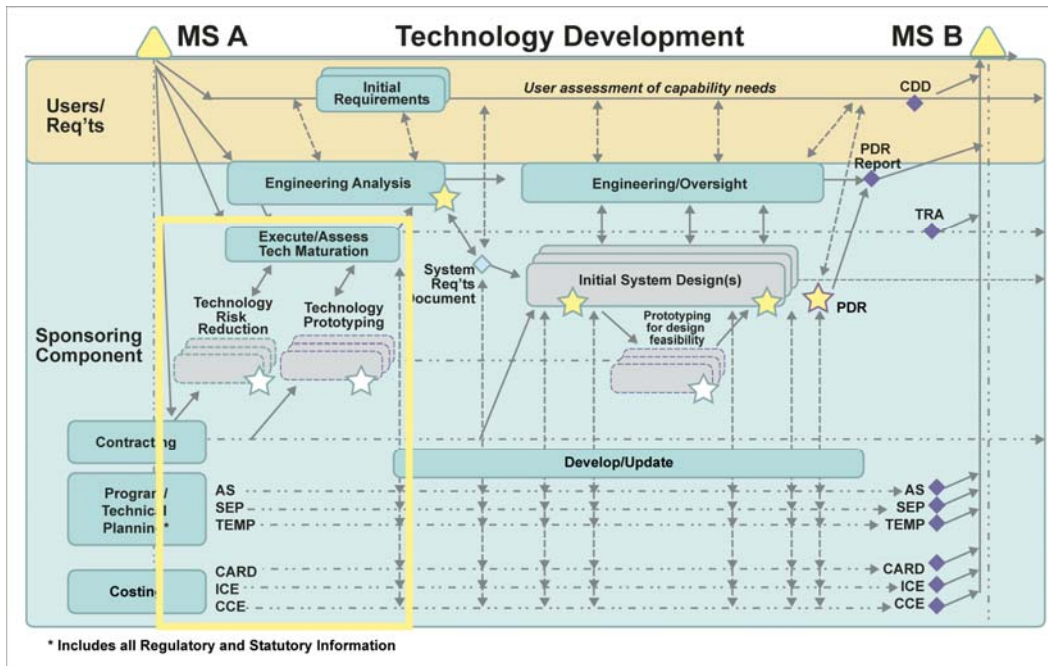 MS A
Technology Development
MS B
Users/
Req'ts
Initial
Requirements
User assessment of capability needs
CDD
PDR
Report
Engineering Analysis
Engineering/Oversight
TRA
Execute/Assess
Tech Maturation
System
Req'ts
Document
Initial System Design(s)
PDR
Technology
Risk
Reduction
Technology
Prototyping
Prototyping
for design
feasibility
Sponsoring
Component
Contracting
Develop/Update
Program/
Technical
Planning*
AS
SEP
TEMP
AS
SEP
TEMP
Costing
CARD
ICE
CCE
CARD
ICE
CCE
* Includes all Regulatory and Statutory Information